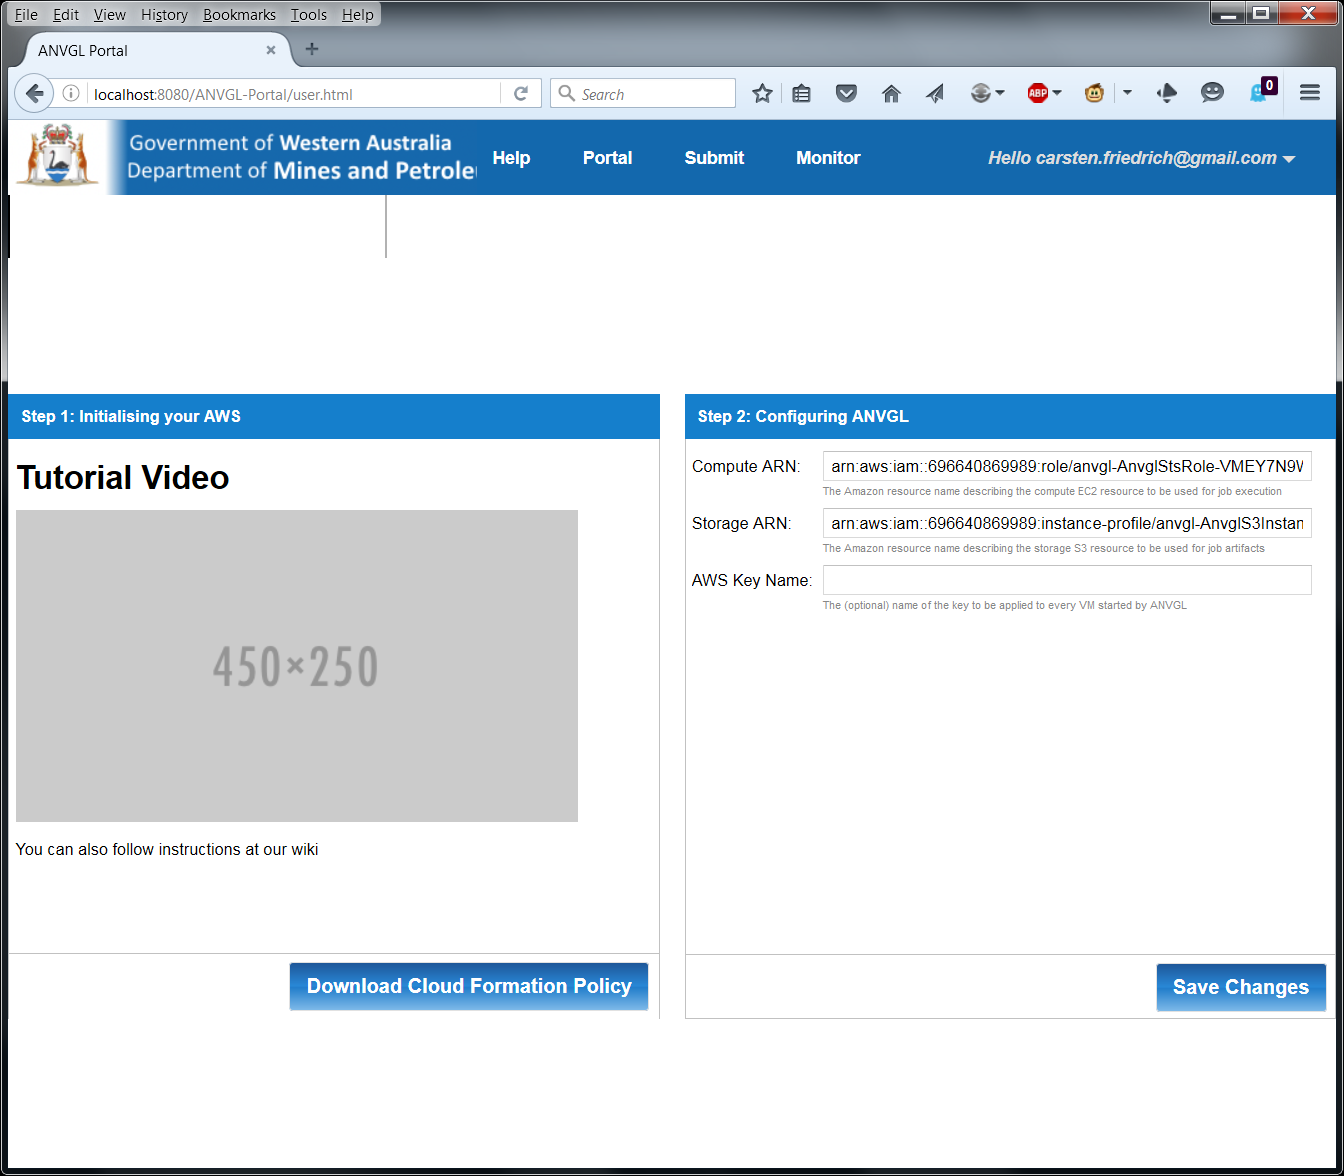 File Edit View History Bookmarks Tools Help
ANVGL Portal
localhost:8080/ANVGL-Portal/user.html
Search
ABP
0
Government of Western Australia
Department of Mines and Petrole
Help Portal Submit Monitor Hello carsten.friedrich@gmail.com
Step 1: Initialising your AWS
Tutorial Video
450×250
You can also follow instructions at our wiki
Download Cloud Formation Policy
Step 2: Configuring ANVGL
Compute ARN: arn:aws:iam::696640869989:role/anvgl-AnvglStsRole-VMEY7N9W
The Amazon resource name describing the compute EC2 resource to be used for job execution
Storage ARN: arn:aws:iam::696640869989:instance-profile/anvgl-AnvglS3Instan
The Amazon resource name describing the storage S3 resource to be used for job artifacts
AWS Key Name:
The (optional) name of the key to be applied to every VM started by ANVGL
Save Changes